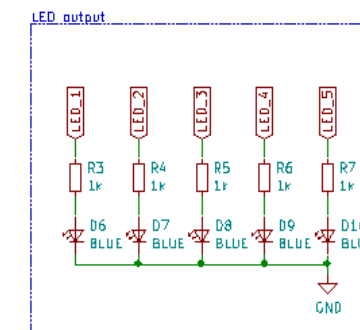 LED output
LED_1
LED_2
LED_3
LED_4
LED_5
R3
1k
R4
1k
R5
1k
R6
1k
R7
1k
D6
BLUE
D7
BLUE
D8
BLUE
D9
BLUE
GND